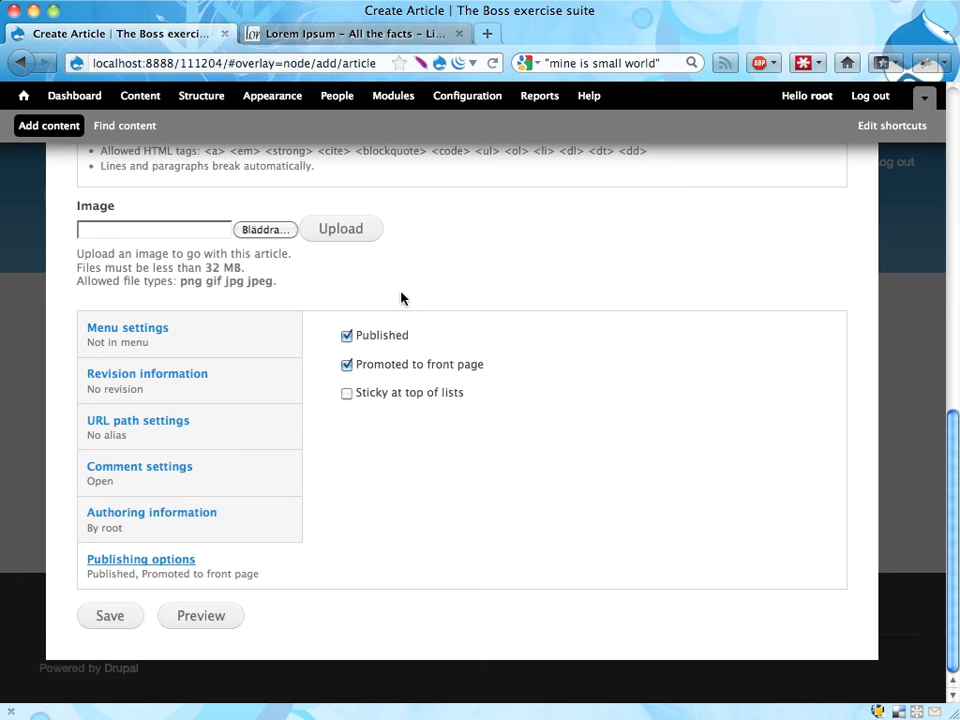 Create Article | The Boss exercise suite
Create Article | The Boss exerci... × Lorem Ipsum - All the facts - Li... × +
localhost:8888/111204/#overlay=node/add/article "mine is small world" ABP
Dashboard Content Structure Appearance People Modules Configuration Reports Help Hello root Log out
Add content Find content Edit shortcuts
Log out
• Allowed HTML tags: <a> <em> <strong> <cite> <blockquote> <code> <ul> <ol> <li> <dl> <dt> <dd>
• Lines and paragraphs break automatically.
Image
Bläddra... Upload
Upload an image to go with this article.
Files must be less than 32 MB.
Allowed file types: png gif jpg jpeg.
Menu settings
Not in menu
Revision information
No revision
URL path settings
No alias
Comment settings
Open
Authoring information
By root
Publishing options
Published, Promoted to front page
Published
Promoted to front page
Sticky at top of lists
Save Preview
Powered by Drupal